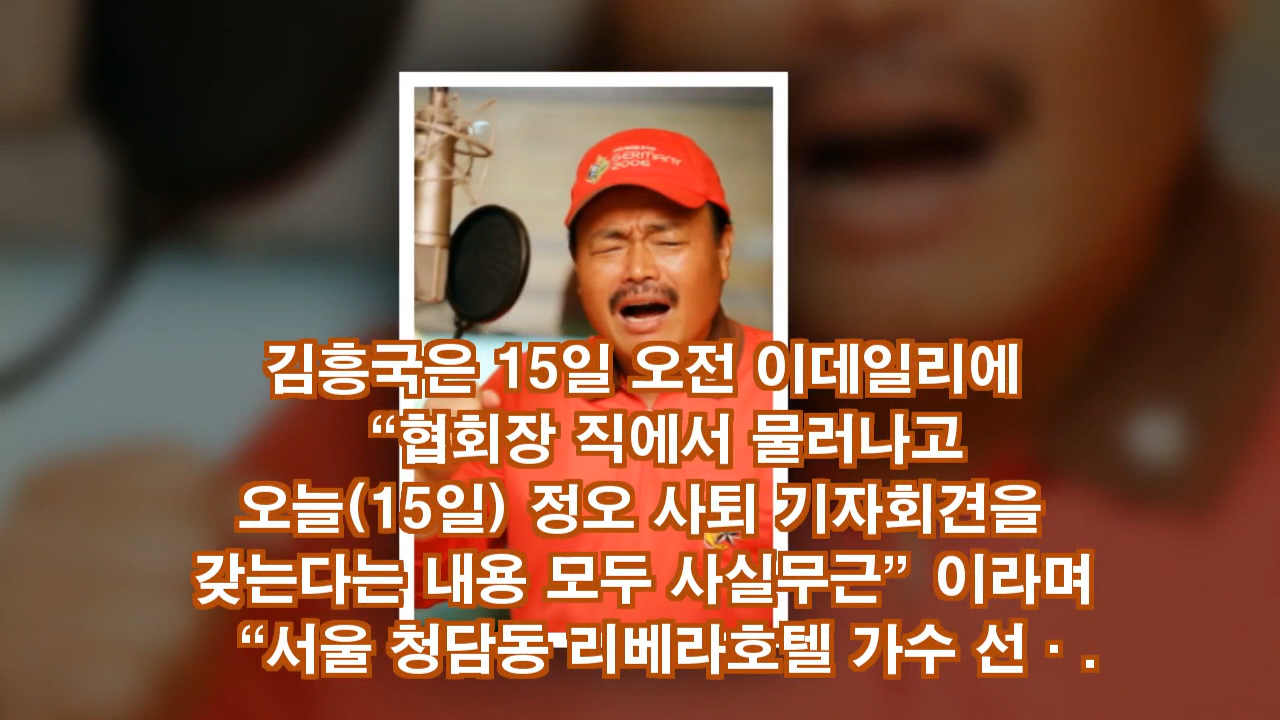 GERMANY
2006
김흥국은 15일 오전 이데일리에
“협회장 직에서 물러나고
오늘(15일) 정오 사퇴 기자회견을
갖는다는 내용 모두 사실무근” 이라며
“서울 청담동 리베라호텔 가수 선 · .